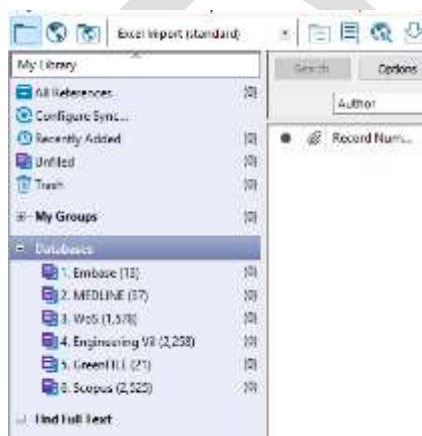 Excel Import (standard)
My Library
Search Options
All References (0)
Author
Configure Sync...
Recently Added (0)
Record Num...
Unfiled (0)
Trash (0)
My Groups (0)
Databases
1. Embase (13) (0)
2. MEDLINE (37) (0)
3. WoS (1,578) (0)
4. Engineering Vil (2,258) (0)
5. GreenFILE (21) (0)
6. Scopus (2,525) (0)
Find Full Text